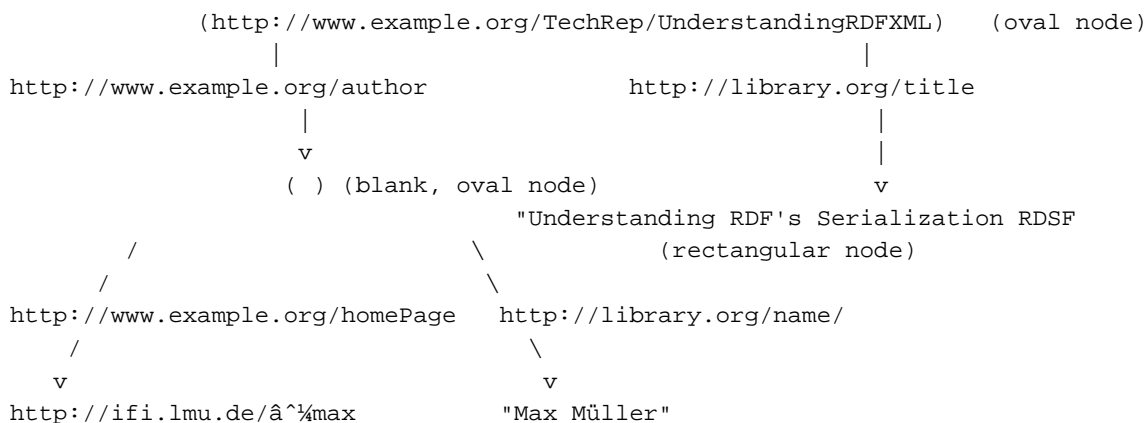 (http://www.example.org/TechRep/UnderstandingRDFXML) (oval node)
| |
http://www.example.org/author http://library.org/title
| |
v |
( ) (blank, oval node) v
"Understanding RDF's Serialization RDSF
/ \ (rectangular node)
/ \
http://www.example.org/homePage http://library.org/name/
/ \
v v
http://ifi.lmu.de/âˆ¼max "Max Müller"